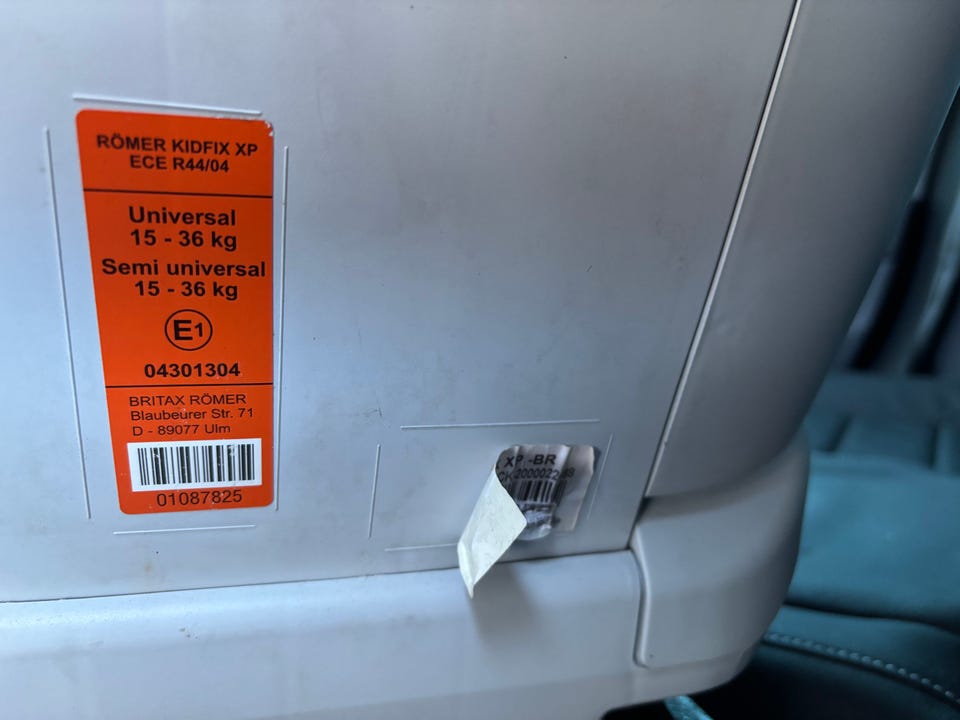 RÖMER KIDFIX XP
ECE R44/04
Universal
15 - 36 kg
Semi universal
15 - 36 kg
E1
04301304
BRITAX RÖMER
Blaubeurer Str. 71
D - 89077 Ulm
01087825
XP -BR